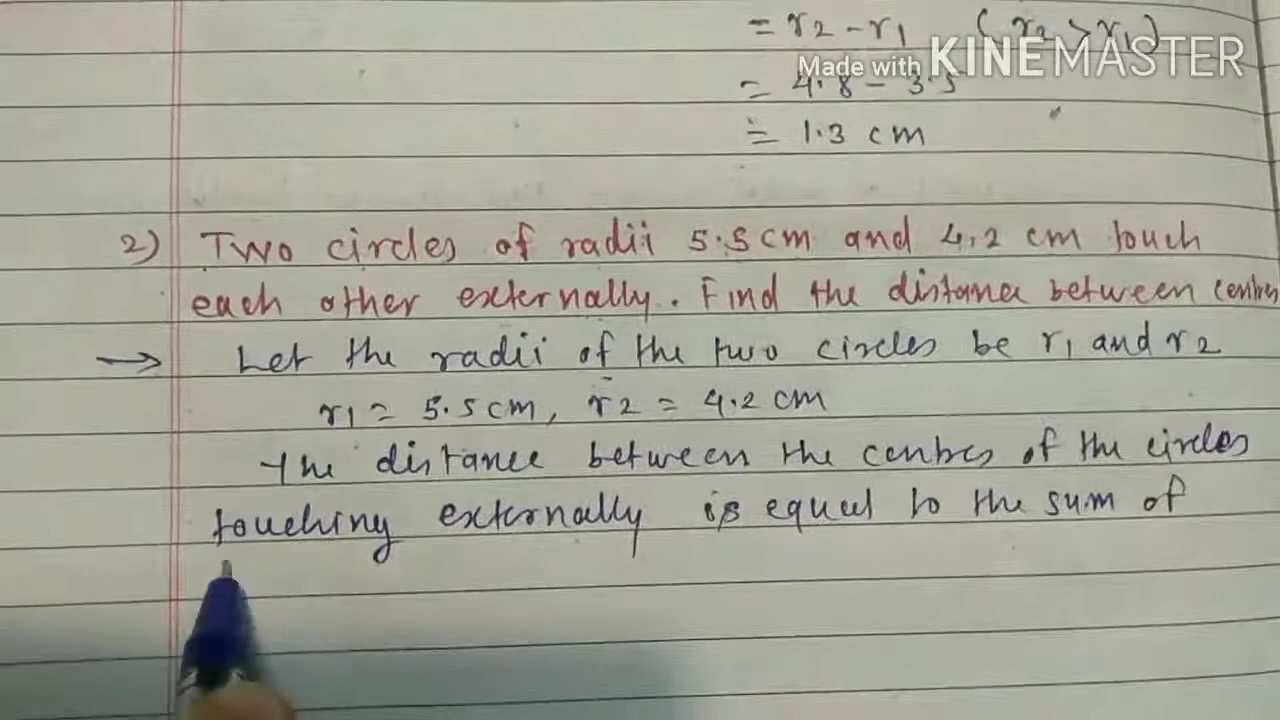 = r2 - r1 (r2 > r1)
Made with KINEMASTER
= 4.8 - 3.5
= 1.3 cm
2) Two circles of radii 5.5 cm and 4.2 cm touch
each other externally. Find the distance between centres
→ Let the radii of the two circles be r1 and r2
r1 = 5.5 cm, r2 = 4.2 cm
The distance between the centres of the circles
touching externally is equal to the sum of